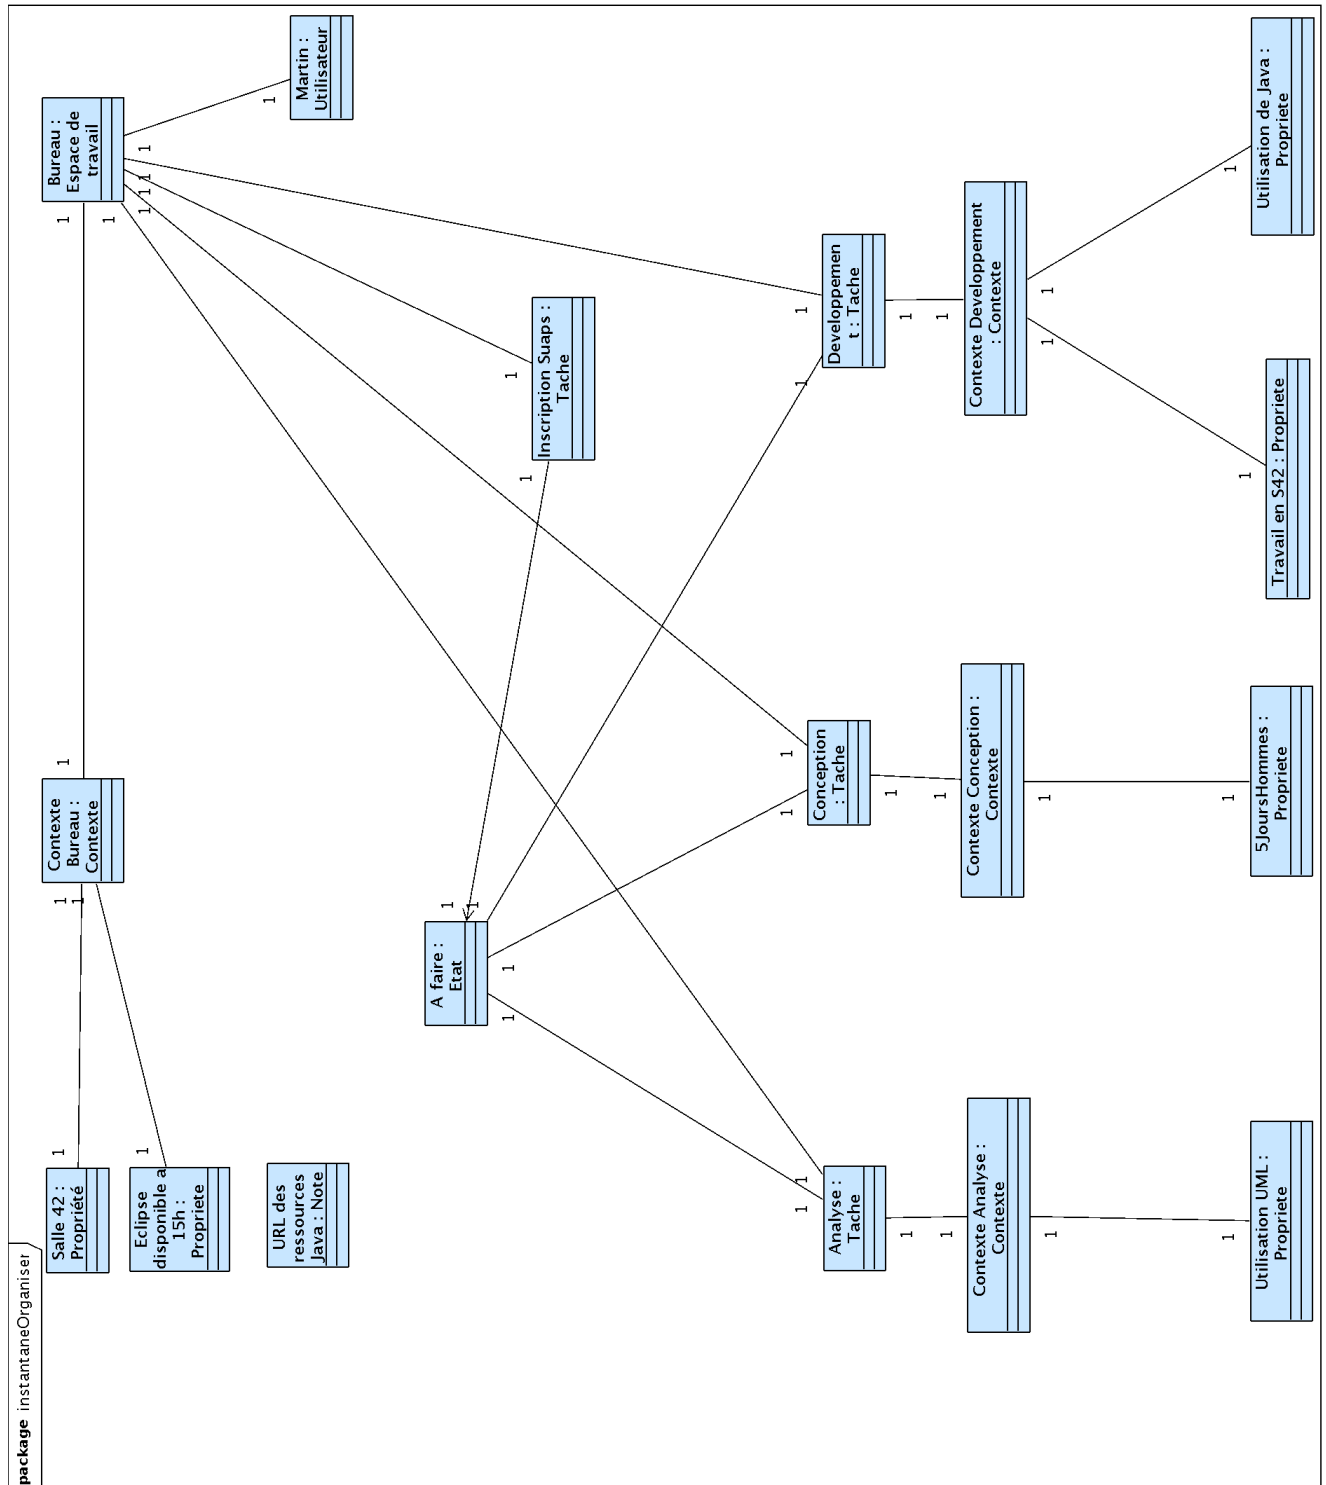 package instantaneOrganiser
Salle 42 :
Propriété
1
1
1
Contexte
Bureau :
Contexte
1
1
1
Bureau :
Espace de
travail
Eclipse
disponible a
15h :
Propriete
1
1
1
1
1
URL des
ressources
Java : Note
1
Martin :
Utilisateur
A faire :
Etat
1
1
1
1
1
1
Inscription Suaps :
Tache
Analyse :
Tache
1
1
1
1
Conception
: Tache
1
1
Developpemen
t : Tache
1
1
1
1
1
1
Contexte Analyse :
Contexte
Contexte Conception :
Contexte
Contexte Developpement
: Contexte
1
1
1
1
1
1
1
1
Utilisation UML :
Propriete
5JoursHommes :
Propriete
Travail en S42 : Propriete
Utilisation de Java :
Propriete